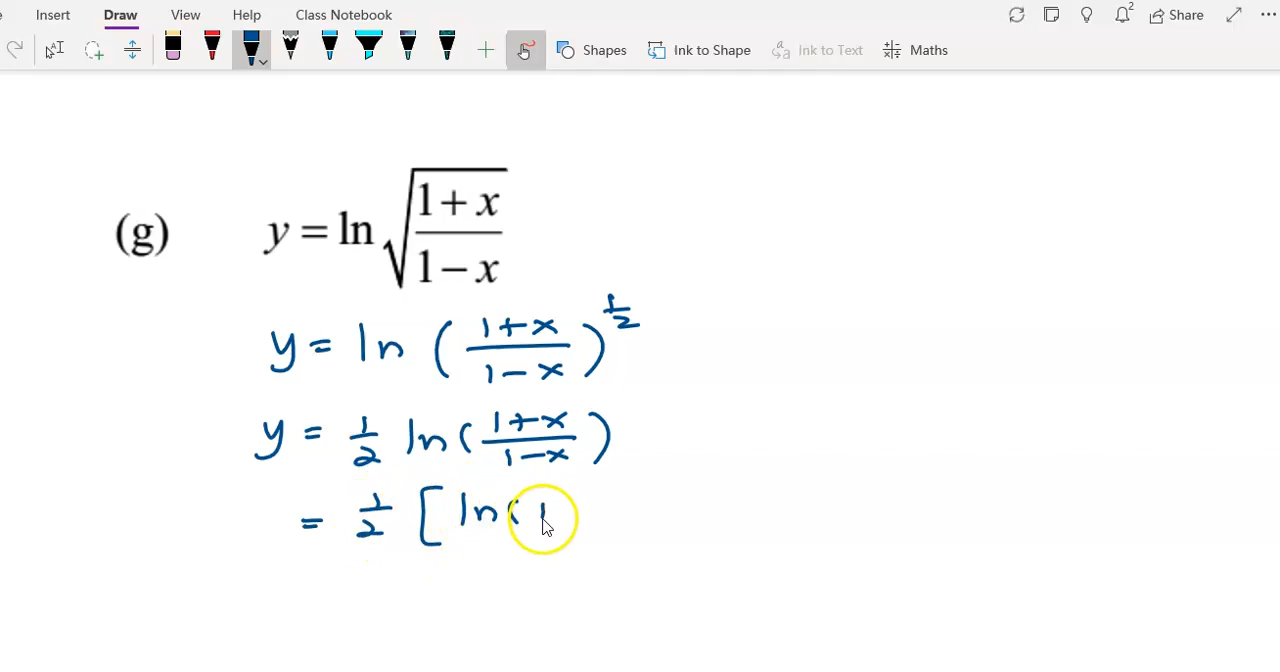 Insert Draw View Help Class Notebook 2 Share
Shapes Ink to Shape Ink to Text Maths
(g) y = ln √((1 + x)/(1 − x))
y = ln ((1+x)/(1−x))^(1/2)
y = 1/2 ln((1+x)/(1−x))
= 1/2 [ ln( 1